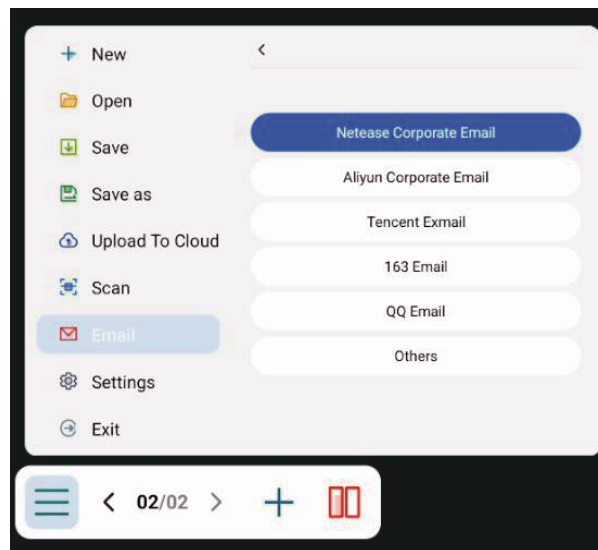 New
Open
Save
Save as
Upload To Cloud
Scan
Email
Settings
Exit
Netease Corporate Email
Aliyun Corporate Email
Tencent Exmail
163 Email
QQ Email
Others
02/02